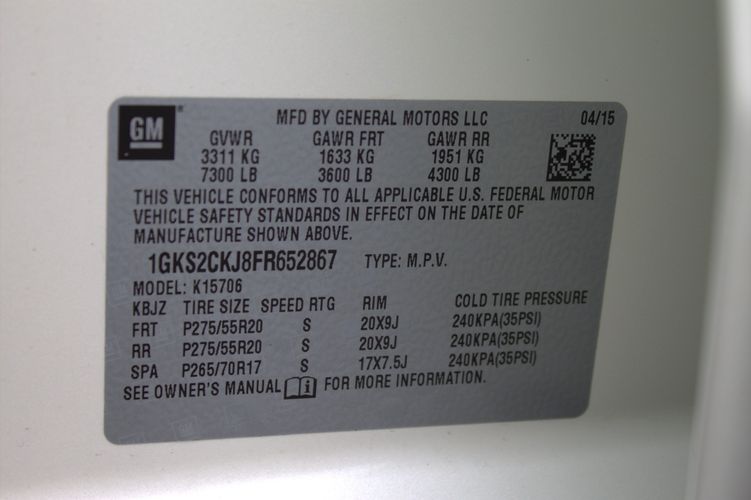 GM
MFD BY GENERAL MOTORS LLC 04/15
GVWR GAWR FRT GAWR RR
3311 KG 1633 KG 1951 KG
7300 LB 3600 LB 4300 LB
THIS VEHICLE CONFORMS TO ALL APPLICABLE U.S. FEDERAL MOTOR
VEHICLE SAFETY STANDARDS IN EFFECT ON THE DATE OF
MANUFACTURE SHOWN ABOVE.
1GKS2CKJ8FR652867 TYPE: M.P.V.
MODEL: K15706
KBJZ TIRE SIZE SPEED RTG RIM COLD TIRE PRESSURE
FRT P275/55R20 S 20X9J 240KPA(35PSI)
RR P275/55R20 S 20X9J 240KPA(35PSI)
SPA P265/70R17 S 17X7.5J 240KPA(35PSI)
SEE OWNER'S MANUAL i FOR MORE INFORMATION.